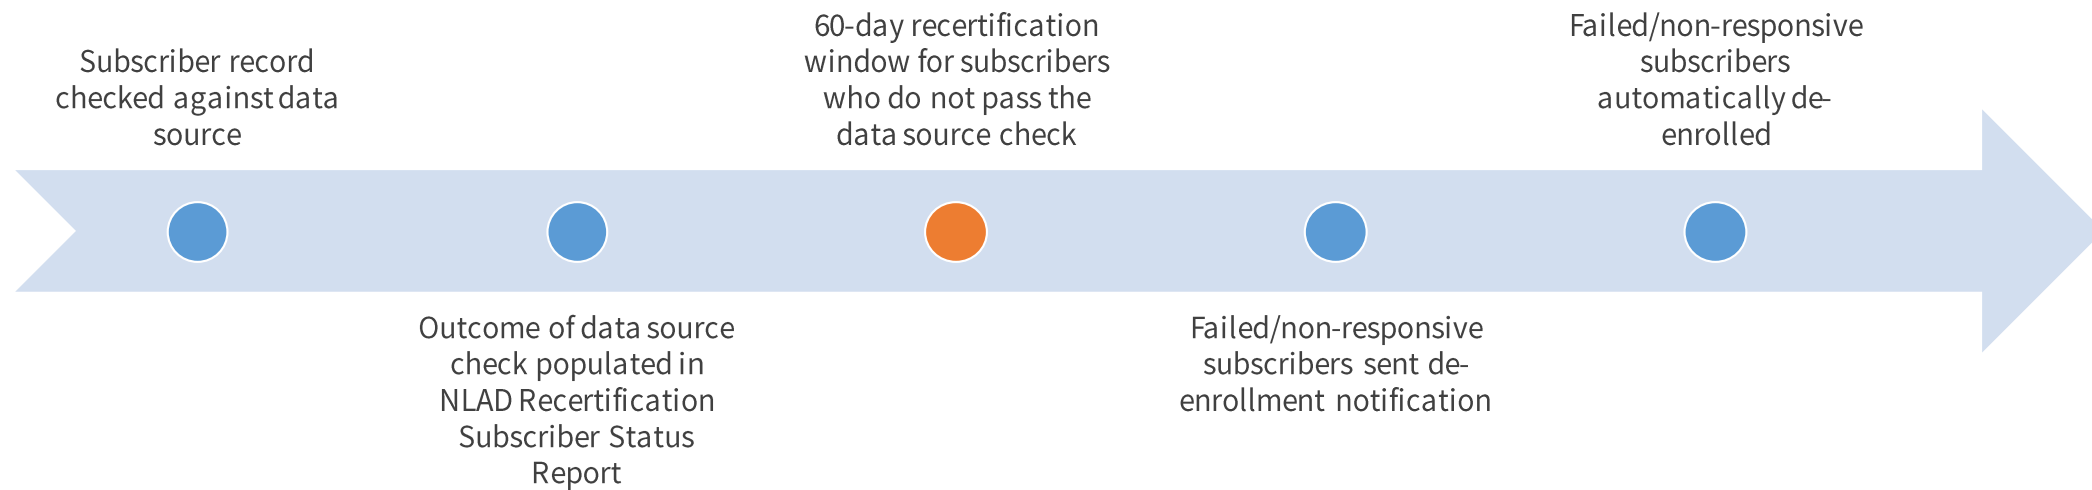 Subscriber record
checked against data
source
Outcome of data source
check populated in
NLAD Recertification
Subscriber Status
Report
60-day recertification
window for subscribers
who do not pass the
data source check
Failed/non-responsive
subscribers sent de-
enrollment notification
Failed/non-responsive
subscribers
automatically de-
enrolled